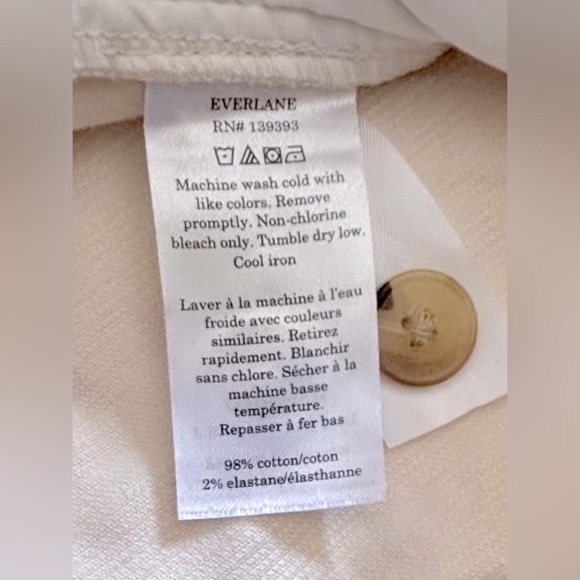 EVERLANE
RN# 139393
Machine wash cold with
like colors. Remove
promptly. Non-chlorine
bleach only. Tumble dry low.
Cool iron
Laver à la machine à l'eau
froide avec couleurs
similaires. Retirez
rapidement. Blanchir
sans chlore. Sécher à la
machine basse
température.
Repasser à fer bas
98% cotton/coton
2% elastane/élasthanne